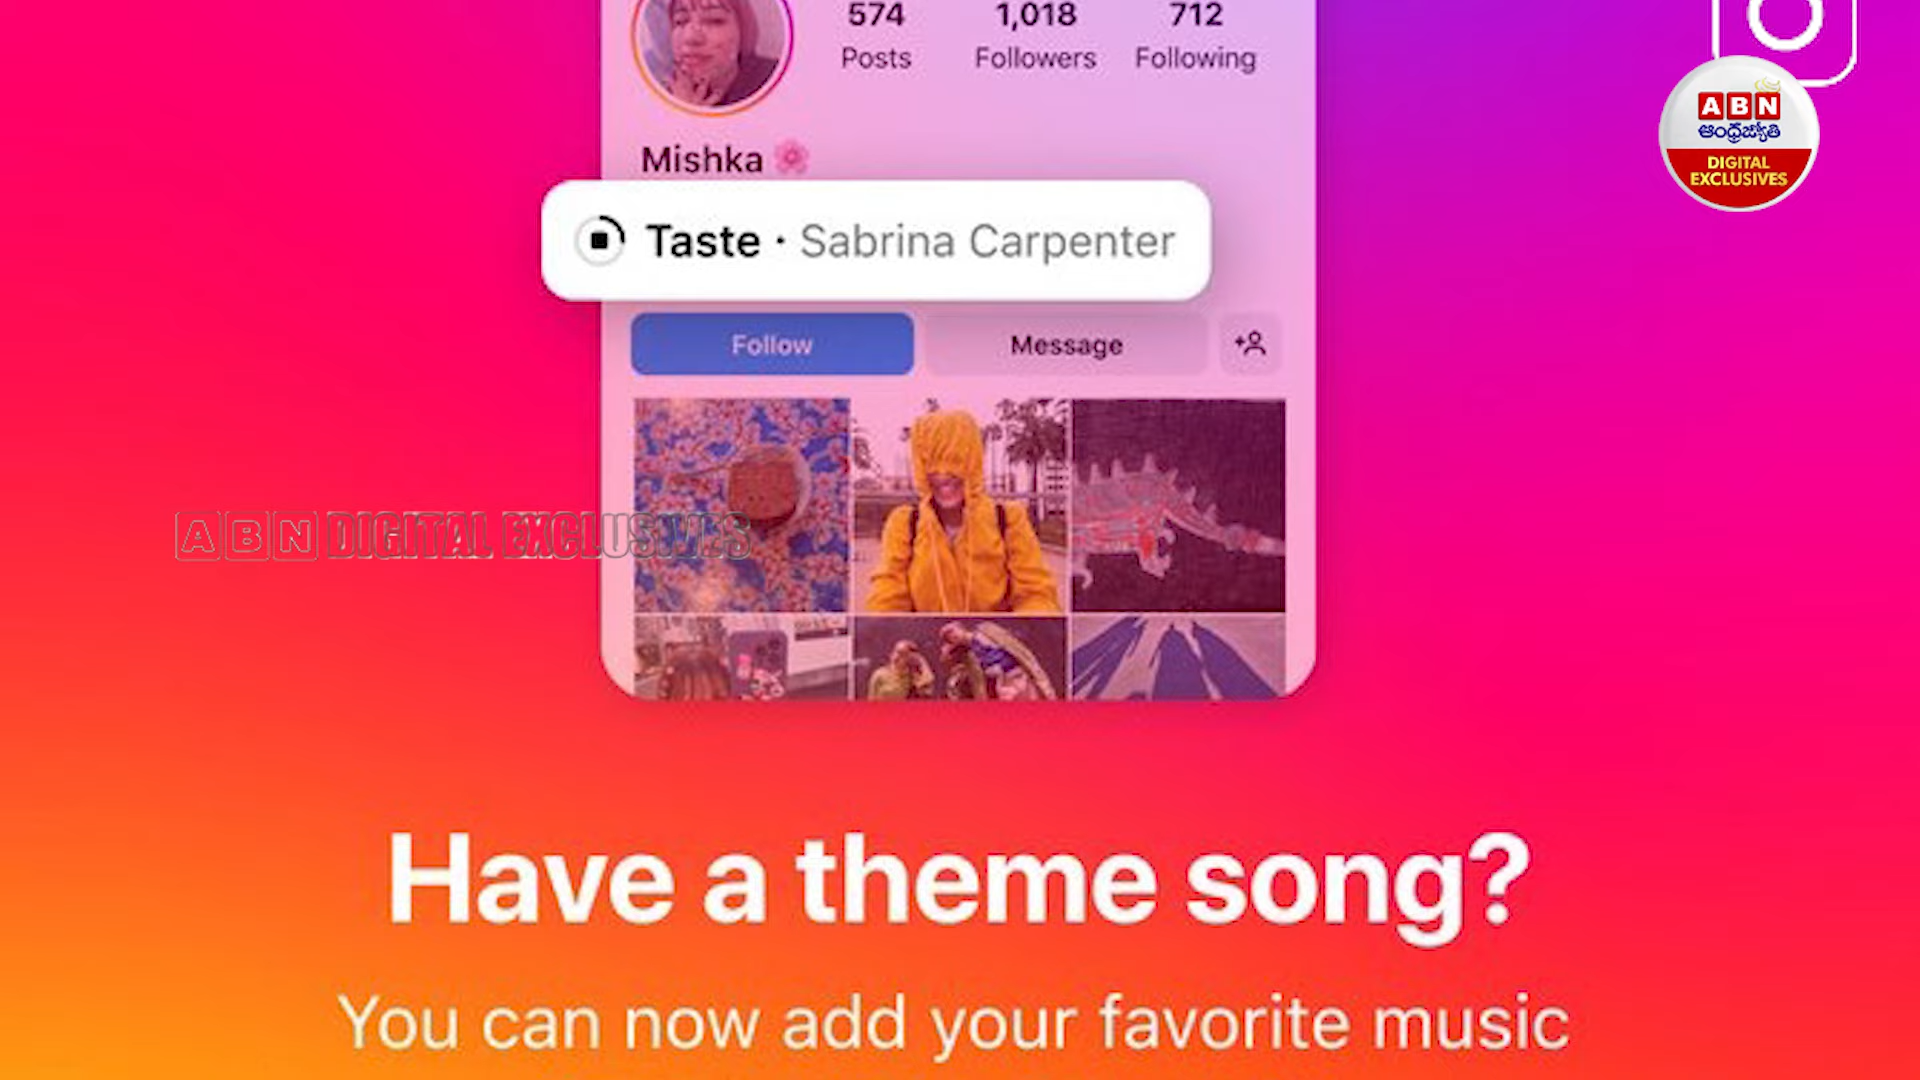 574 1,018 712
Posts Followers Following
ABN
ఆంధ్రజ్యోతి
DIGITAL
EXCLUSIVES
Mishka
Taste · Sabrina Carpenter
Follow Message
ABN DIGITAL EXCLUSIVES
Have a theme song?
You can now add your favorite music